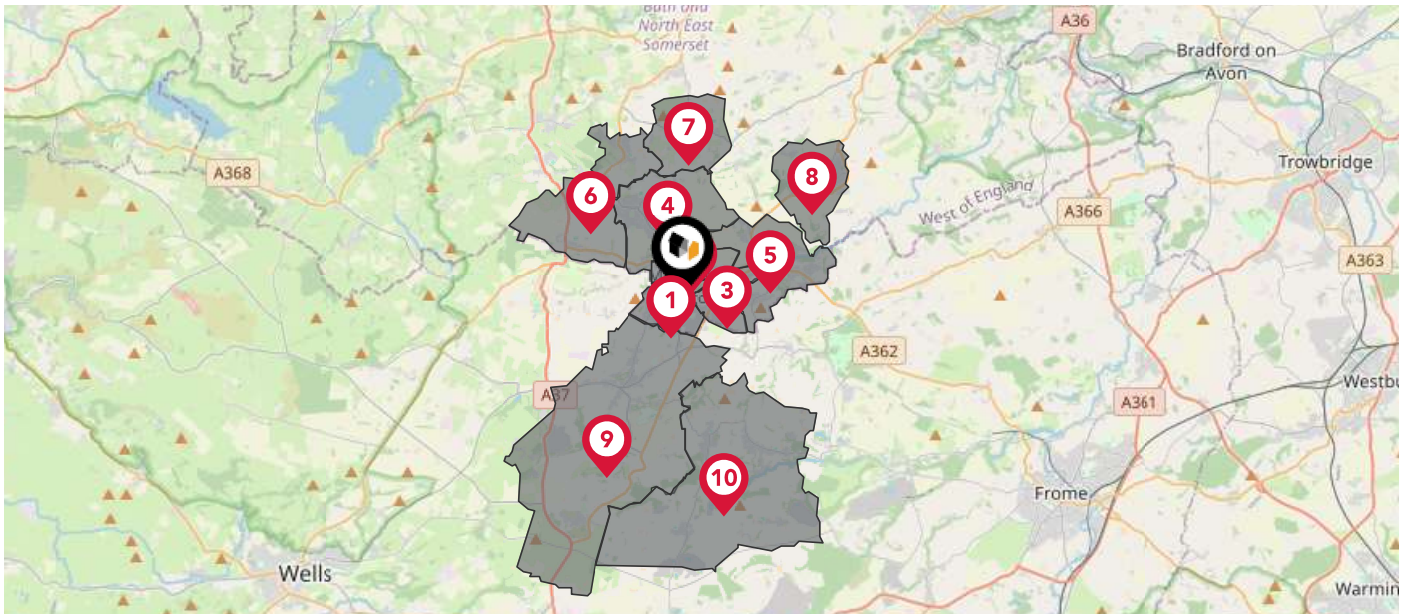 Bath and
North East
Somerset
A36
Bradford on
Avon
7
Trowbridge
A368
8
6
4
West of England
A366
5
A363
1
3
A362
A37
Westbu
A361
9
10
Frome
Wells
Warmin